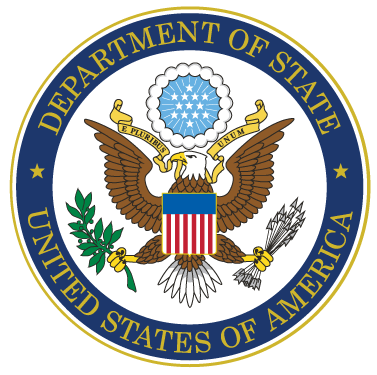 DEPARTMENT OF STATE
E PLURIBUS UNUM
UNITED STATES OF AMERICA